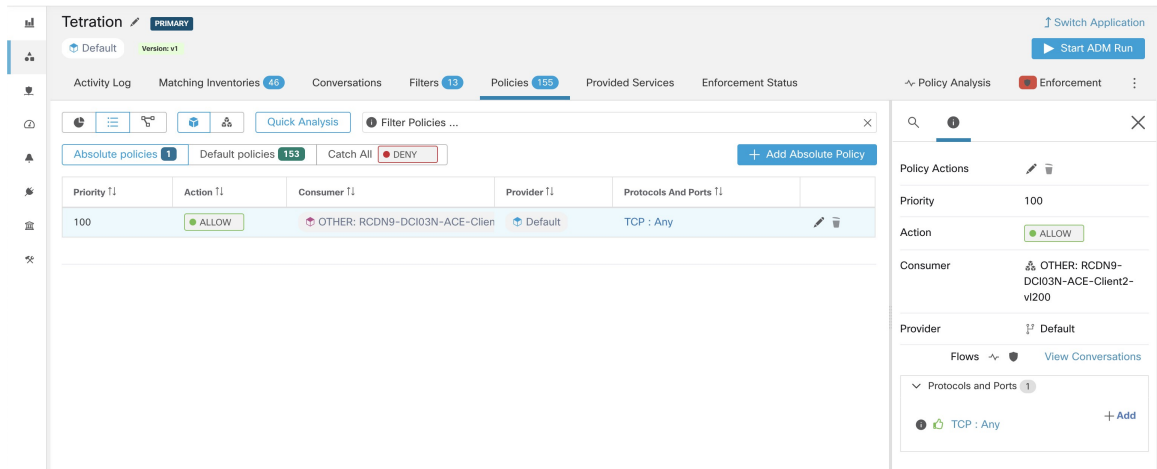 Tetration PRIMARY
Switch Application
Default Version: v1
Start ADM Run
Activity Log Matching Inventories 46 Conversations Filters 13 Policies 155 Provided Services Enforcement Status Policy Analysis Enforcement
Quick Analysis Filter Policies ...
Absolute policies 1 Default policies 153 Catch All DENY
+ Add Absolute Policy
Priority Action Consumer Provider Protocols And Ports
100 ALLOW OTHER: RCDN9-DCI03N-ACE-Clien Default TCP : Any
Policy Actions
Priority 100
Action ALLOW
Consumer OTHER: RCDN9-
DCI03N-ACE-Client2-
vl200
Provider Default
Flows View Conversations
Protocols and Ports 1
+ Add
TCP : Any